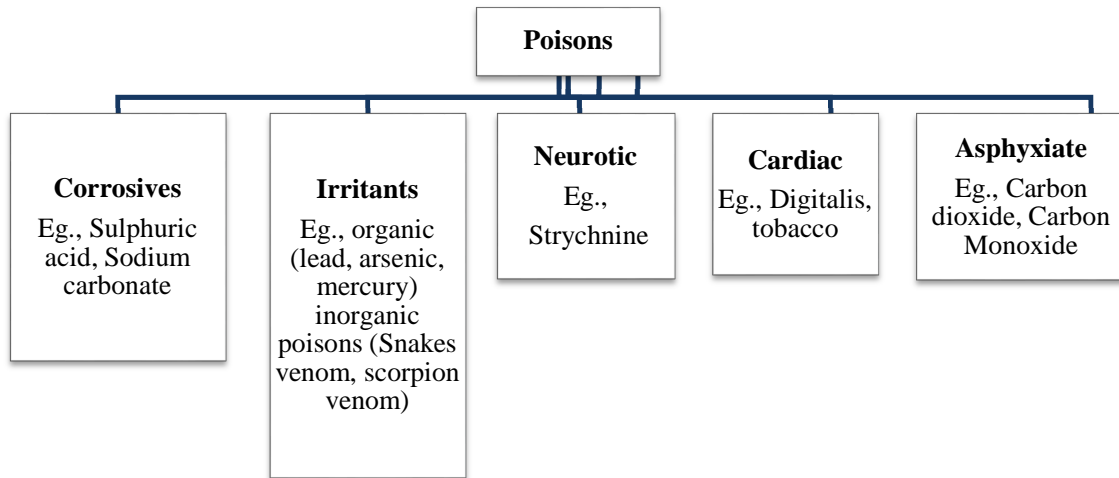 Poisons
Corrosives
Eg., Sulphuric
acid, Sodium
carbonate
Irritants
Eg., organic
(lead, arsenic,
mercury)
inorganic
poisons (Snakes
venom, scorpion
venom)
Neurotic
Eg.,
Strychnine
Cardiac
Eg., Digitalis,
tobacco
Asphyxiate
Eg., Carbon
dioxide, Carbon
Monoxide